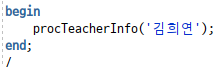 begin
    procTeacherInfo('김희연');
end;
/